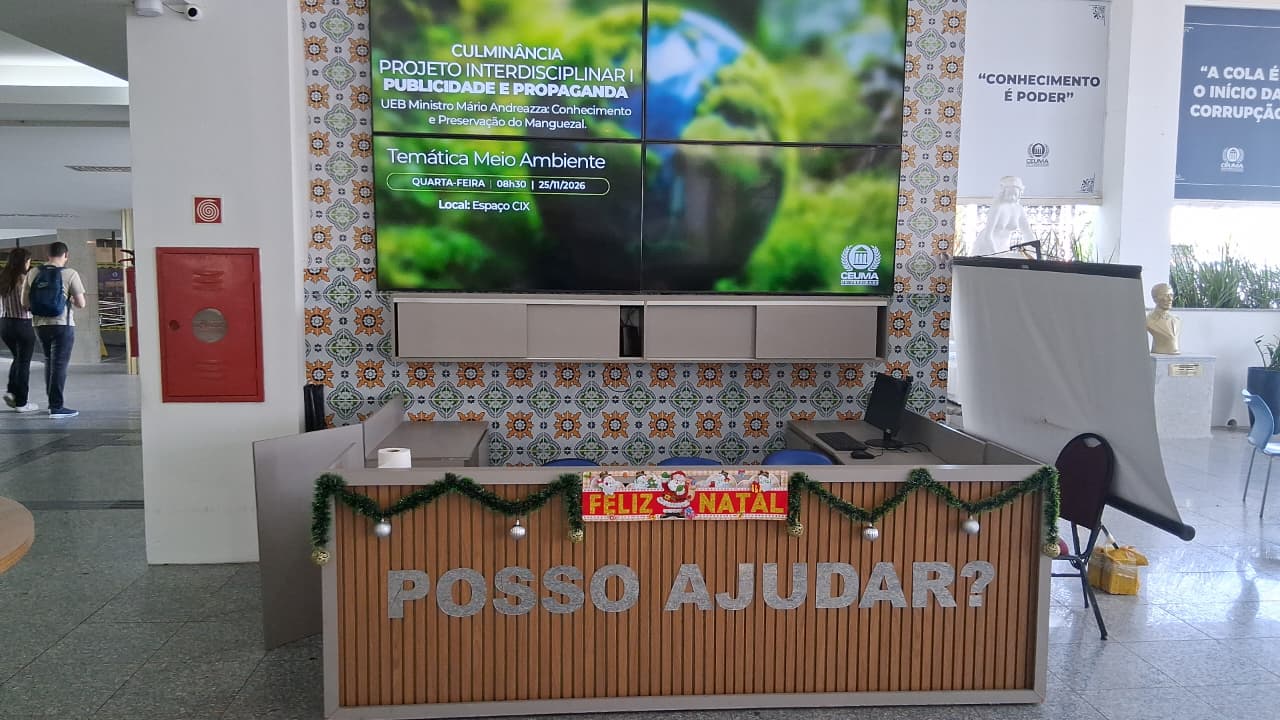 CULMINÂNCIA
PROJETO INTERDISCIPLINAR I
PUBLICIDADE E PROPAGANDA
UEB Ministro Mário Andreazza: Conhecimento
e Preservação do Manguezal.
Temática Meio Ambiente
QUARTA-FEIRA | 08h30 | 25/11/2026
Local: Espaço CIX
CEUMA
"CONHECIMENTO
É PODER"
CEUMA
"A COLA É
O INÍCIO DA
CORRUPÇÃO
CEUMA
FELIZ NATAL
POSSO AJUDAR?